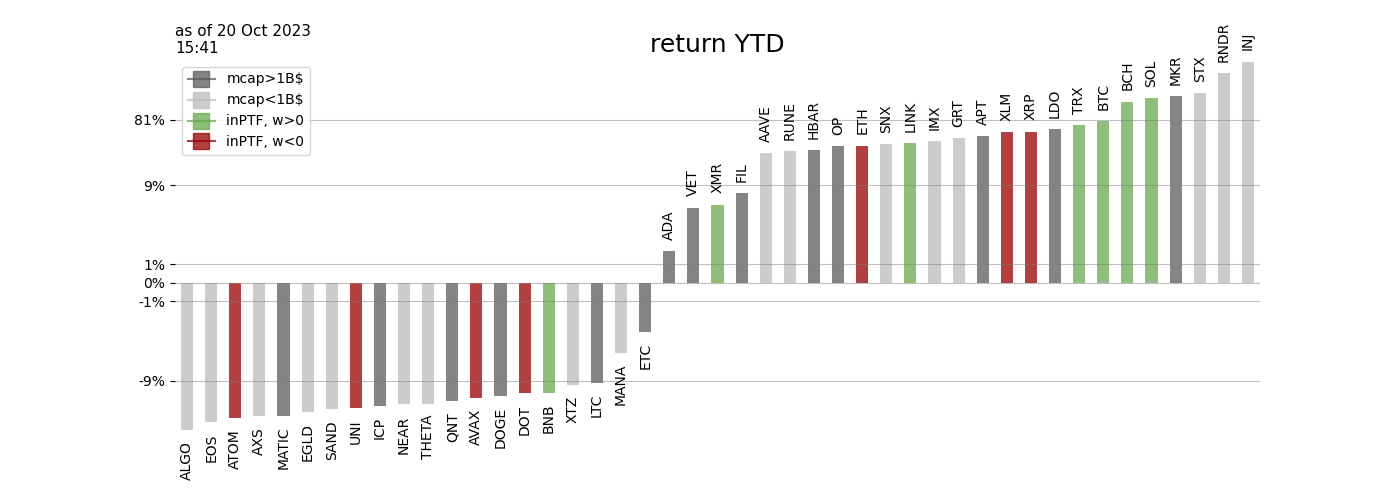 as of 20 Oct 2023
15:41
return YTD
mcap>1B$
mcap<1B$
inPTF, w>0
inPTF, w<0
81%
9%
1%
0%
-1%
-9%
ALGO
EOS
ATOM
AXS
MATIC
EGLD
SAND
UNI
ICP
NEAR
THETA
QNT
AVAX
DOGE
DOT
BNB
XTZ
LTC
MANA
ETC
ADA
VET
XMR
FIL
AAVE
RUNE
HBAR
OP
ETH
SNX
LINK
IMX
GRT
APT
XLM
XRP
LDO
TRX
BTC
BCH
SOL
MKR
STX
RNDR
INJ